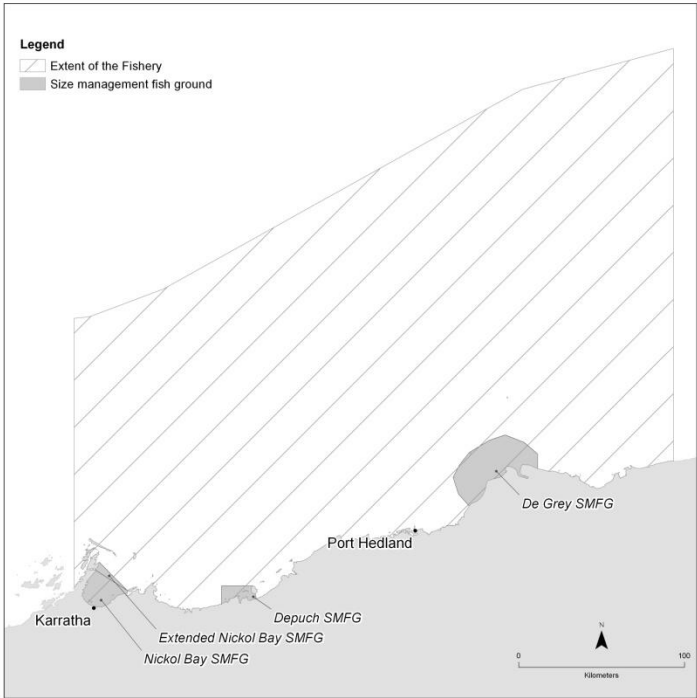 Legend
Extent of the Fishery
Size management fish ground
De Grey SMFG
Port Hedland
Depuch SMFG
Karratha
Extended Nickol Bay SMFG
Nickol Bay SMFG
N
0 100
Kilometers